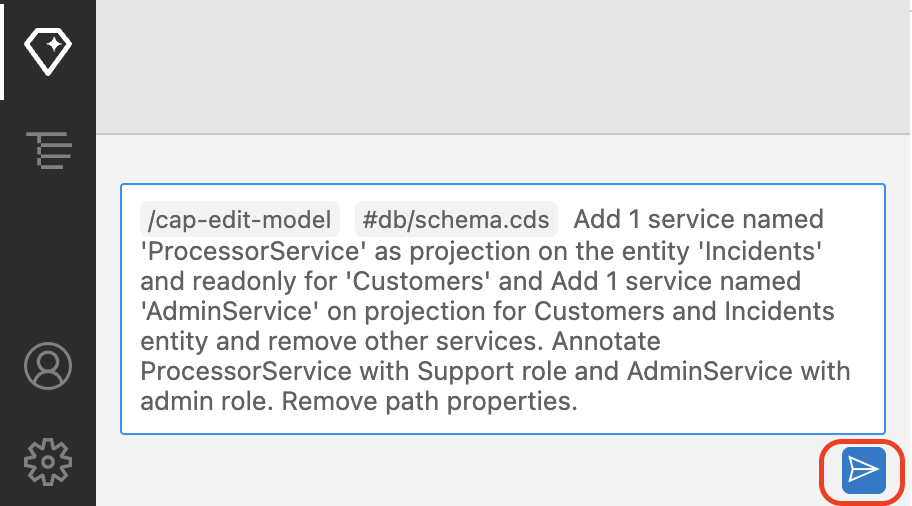 /cap-edit-model #db/schema.cds Add 1 service named
'ProcessorService' as projection on the entity 'Incidents'
and readonly for 'Customers' and Add 1 service named
'AdminService' on projection for Customers and Incidents
entity and remove other services. Annotate
ProcessorService with Support role and AdminService with
admin role. Remove path properties.